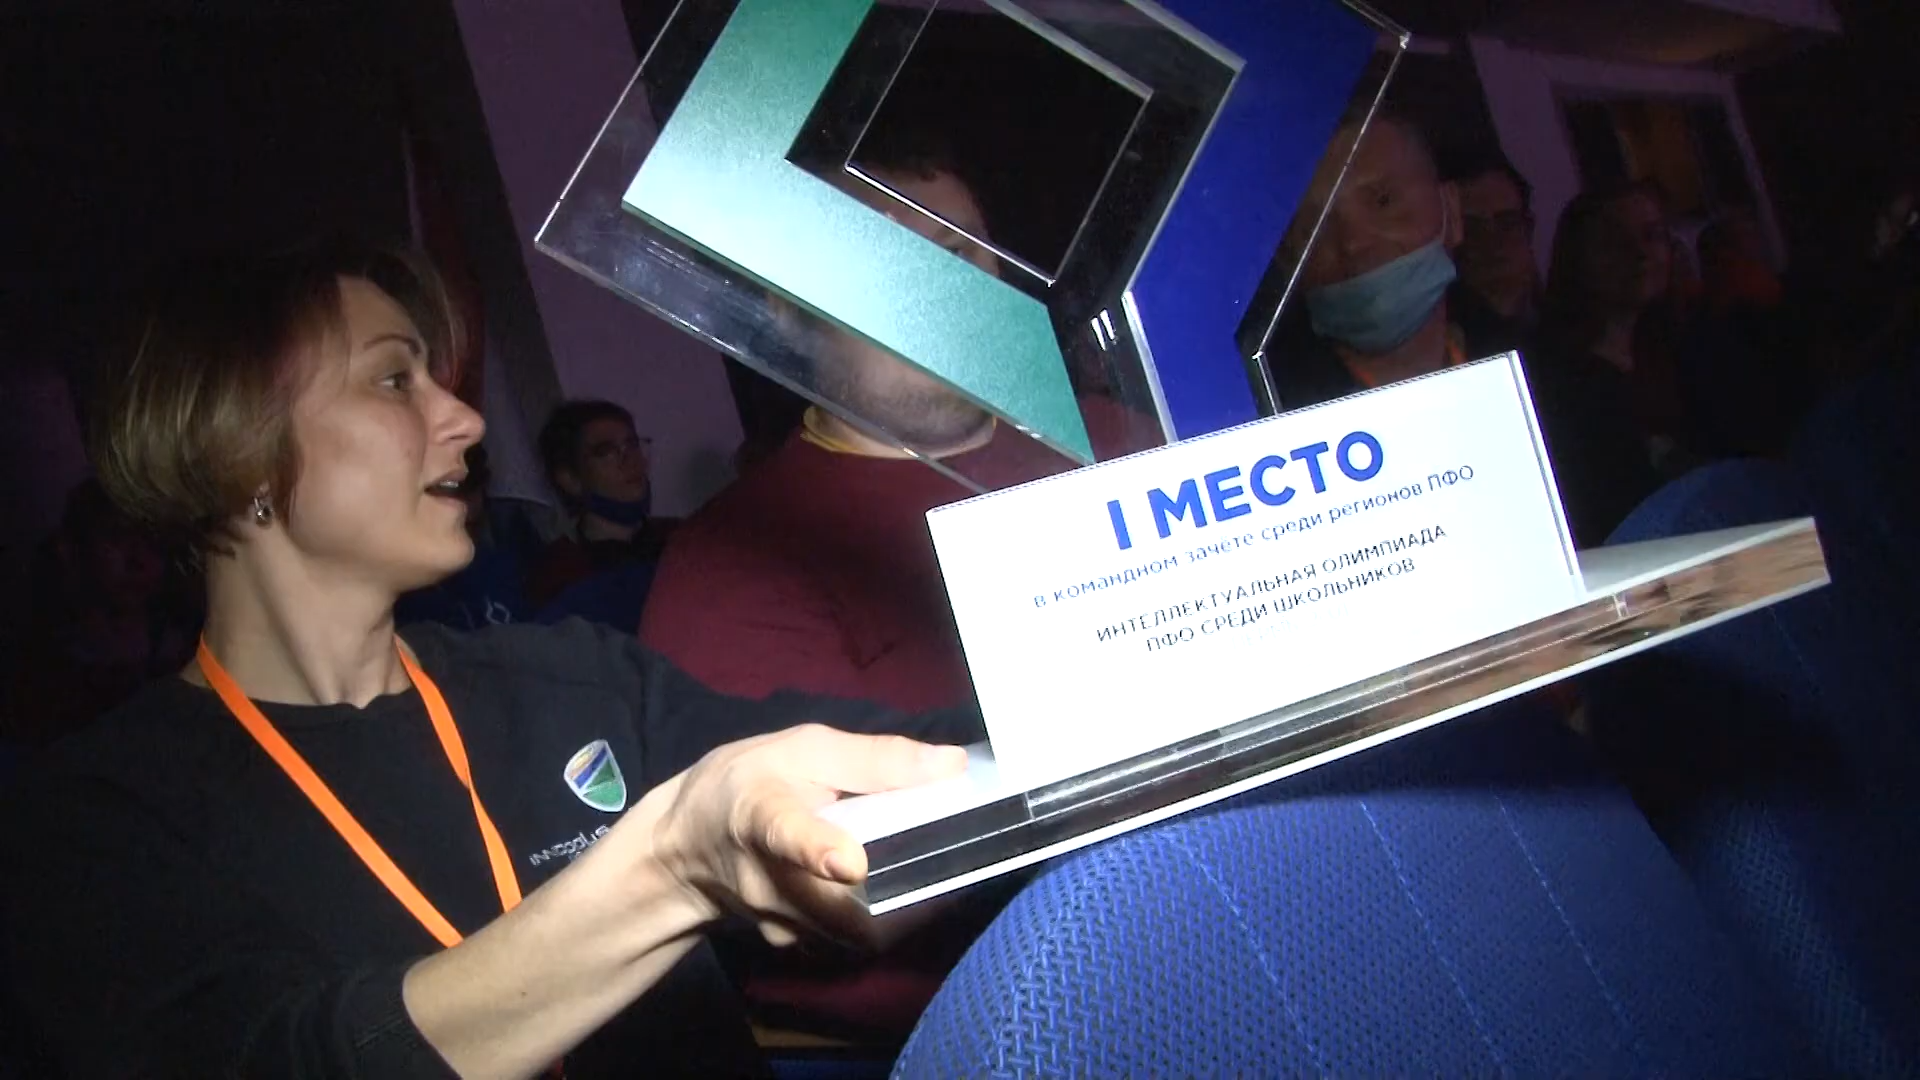 I МЕСТО
в командном зачёте среди регионов ПФО
ИНТЕЛЛЕКТУАЛЬНАЯ ОЛИМПИАДА
ПФО СРЕДИ ШКОЛЬНИКОВ